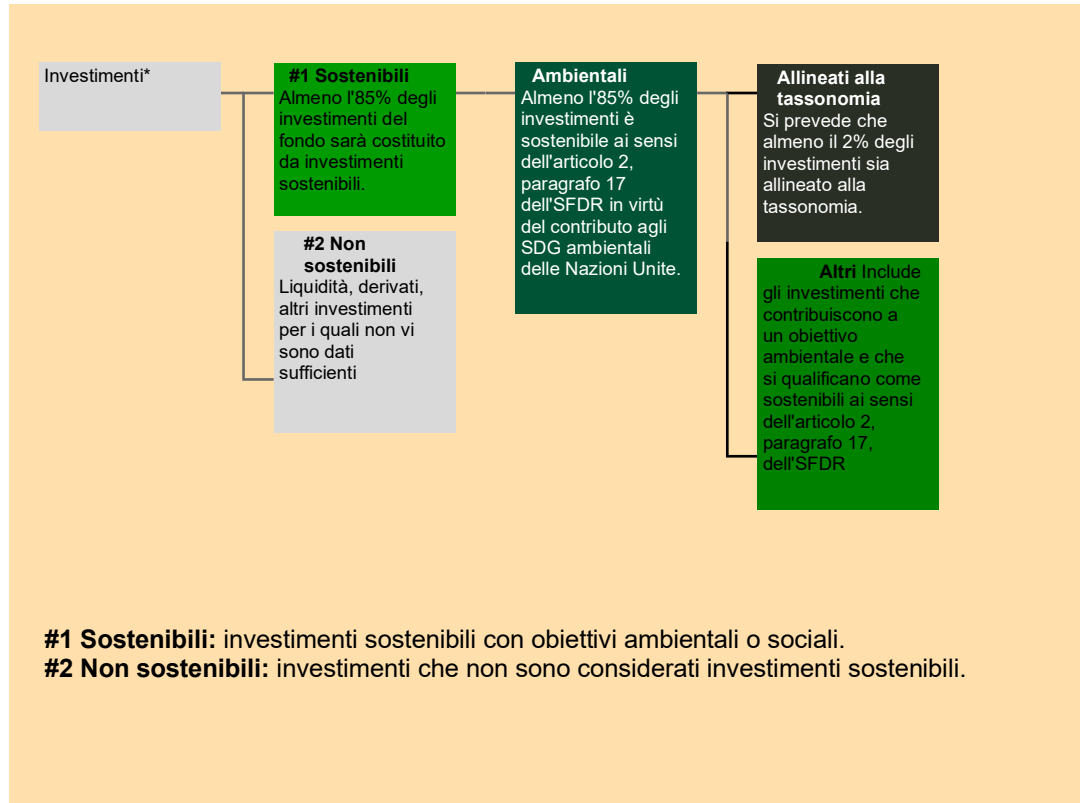 Investimenti*
#1 Sostenibili
Almeno l'85% degli
investimenti del
fondo sarà costituito
da investimenti
sostenibili.
#2 Non
sostenibili
Liquidità, derivati,
altri investimenti
per i quali non vi
sono dati
sufficienti
Ambientali
Almeno l'85% degli
investimenti è
sostenibile ai sensi
dell'articolo 2,
paragrafo 17
dell'SFDR in virtù
del contributo agli
SDG ambientali
delle Nazioni Unite.
Allineati alla
tassonomia
Si prevede che
almeno il 2% degli
investimenti sia
allineato alla
tassonomia.
Altri Include
gli investimenti che
contribuiscono a
un obiettivo
ambientale e che
si qualificano come
sostenibili ai sensi
dell'articolo 2,
paragrafo 17,
dell'SFDR
#1 Sostenibili: investimenti sostenibili con obiettivi ambientali o sociali.
#2 Non sostenibili: investimenti che non sono considerati investimenti sostenibili.